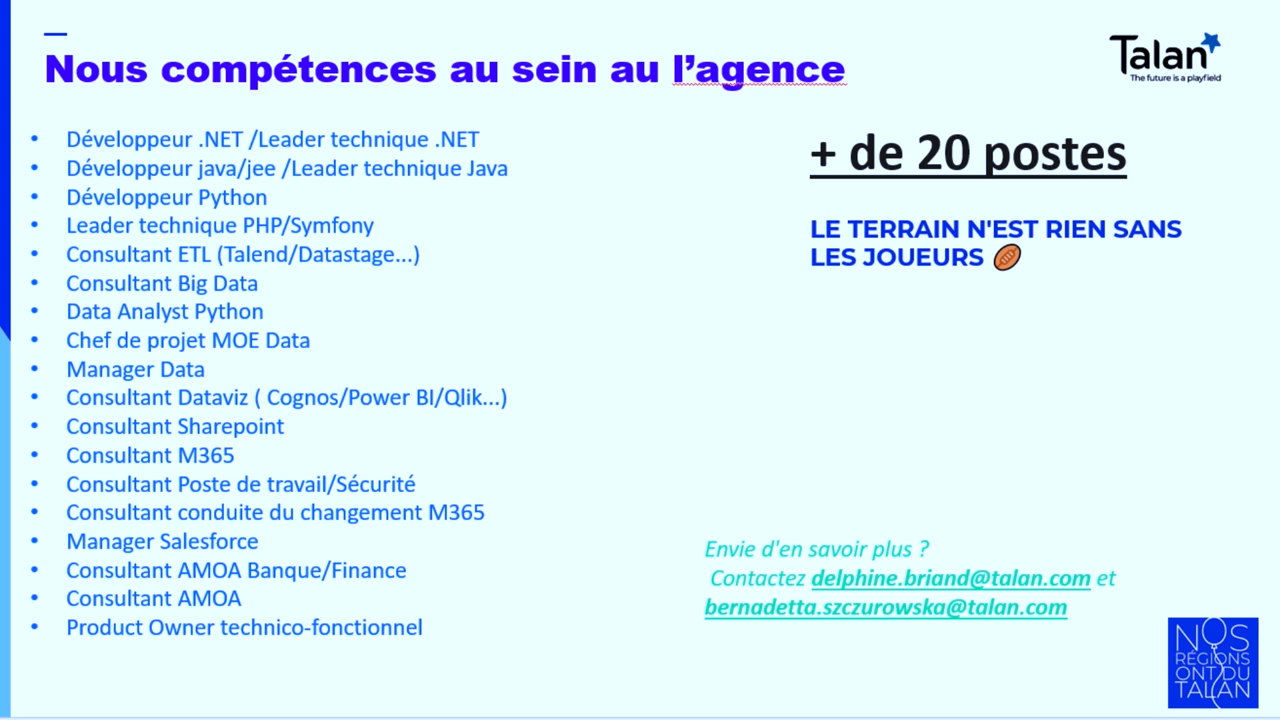 Nous compétences au sein au l’agence
Talan
The future is a playfield
• Développeur .NET /Leader technique .NET
• Développeur java/jee /Leader technique Java
• Développeur Python
• Leader technique PHP/Symfony
• Consultant ETL (Talend/Datastage...)
• Consultant Big Data
• Data Analyst Python
• Chef de projet MOE Data
• Manager Data
• Consultant Dataviz ( Cognos/Power BI/Qlik...)
• Consultant Sharepoint
• Consultant M365
• Consultant Poste de travail/Sécurité
• Consultant conduite du changement M365
• Manager Salesforce
• Consultant AMOA Banque/Finance
• Consultant AMOA
• Product Owner technico-fonctionnel
+ de 20 postes
LE TERRAIN N'EST RIEN SANS
LES JOUEURS 🏉
Envie d'en savoir plus ?
Contactez delphine.briand@talan.com et
bernadetta.szczurowska@talan.com
NOS
RÉGIONS
ONT DU
TALAN